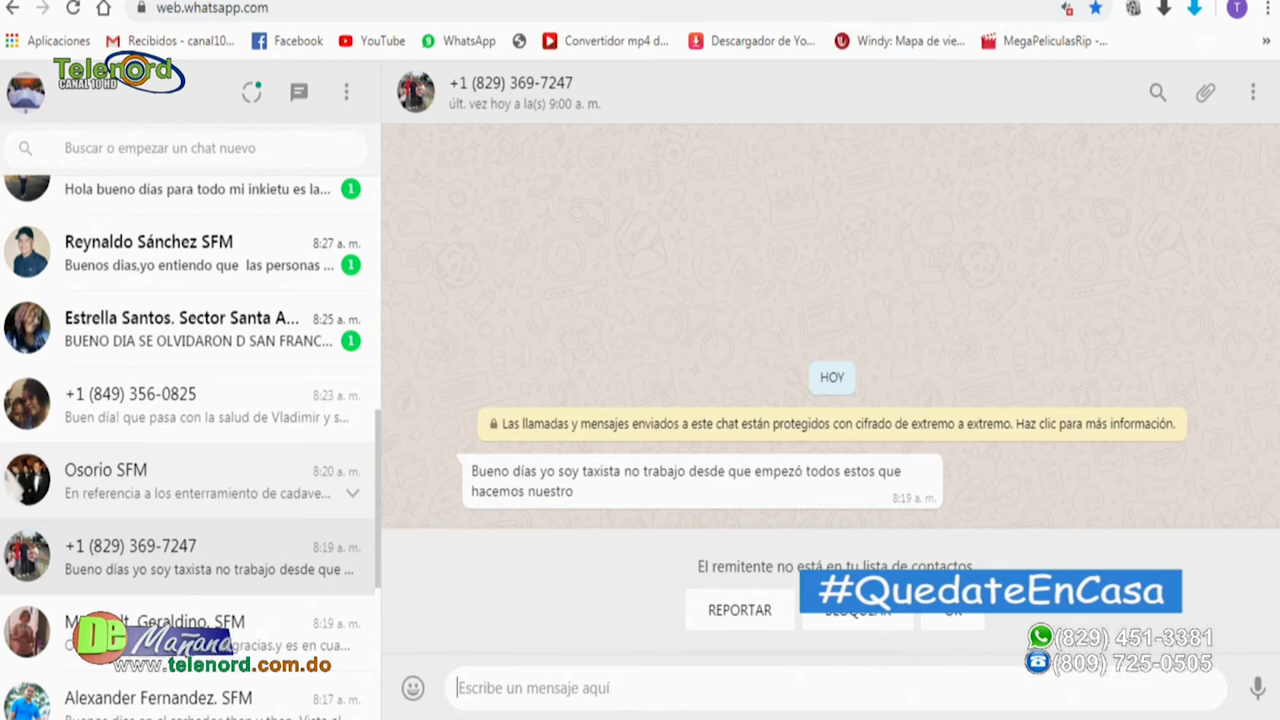 web.whatsapp.com
T
Aplicaciones
Recibidos - canal10...
Facebook
YouTube
WhatsApp
Convertidor mp4 d...
Descargador de Yo...
Windy: Mapa de vie...
MegaPeliculasRip -...
»
Telenord
CANAL 10 HD
+1 (829) 369-7247
últ. vez hoy a la(s) 9:00 a. m.
Buscar o empezar un chat nuevo
Hola bueno días para todo mi inkietu es la...
1
Reynaldo Sánchez SFM
8:27 a. m.
Buenos dias,yo entiendo que las personas ...
1
Estrella Santos. Sector Santa A...
8:25 a. m.
BUENO DIA SE OLVIDARON D SAN FRANC...
1
+1 (849) 356-0825
8:23 a. m.
Buen día! que pasa con la salud de Vladimir y s...
Osorio SFM
8:20 a. m.
En referencia a los enterramiento de cadave...
+1 (829) 369-7247
8:19 a. m.
Bueno días yo soy taxista no trabajo desde que ...
Geraldino. SFM
8:19 a. m.
gracias.y es en cua...
De Mañana
www.telenord.com.do
Alexander Fernandez. SFM
8:17 a. m.
HOY
Las llamadas y mensajes enviados a este chat están protegidos con cifrado de extremo a extremo. Haz clic para más información.
Bueno días yo soy taxista no trabajo desde que empezó todos estos que
hacemos nuestro
8:19 a. m.
El remitente no está en tu lista de contactos
#QuedateEnCasa
REPORTAR
(829) 451-3381
(809) 725-0505
Escribe un mensaje aquí